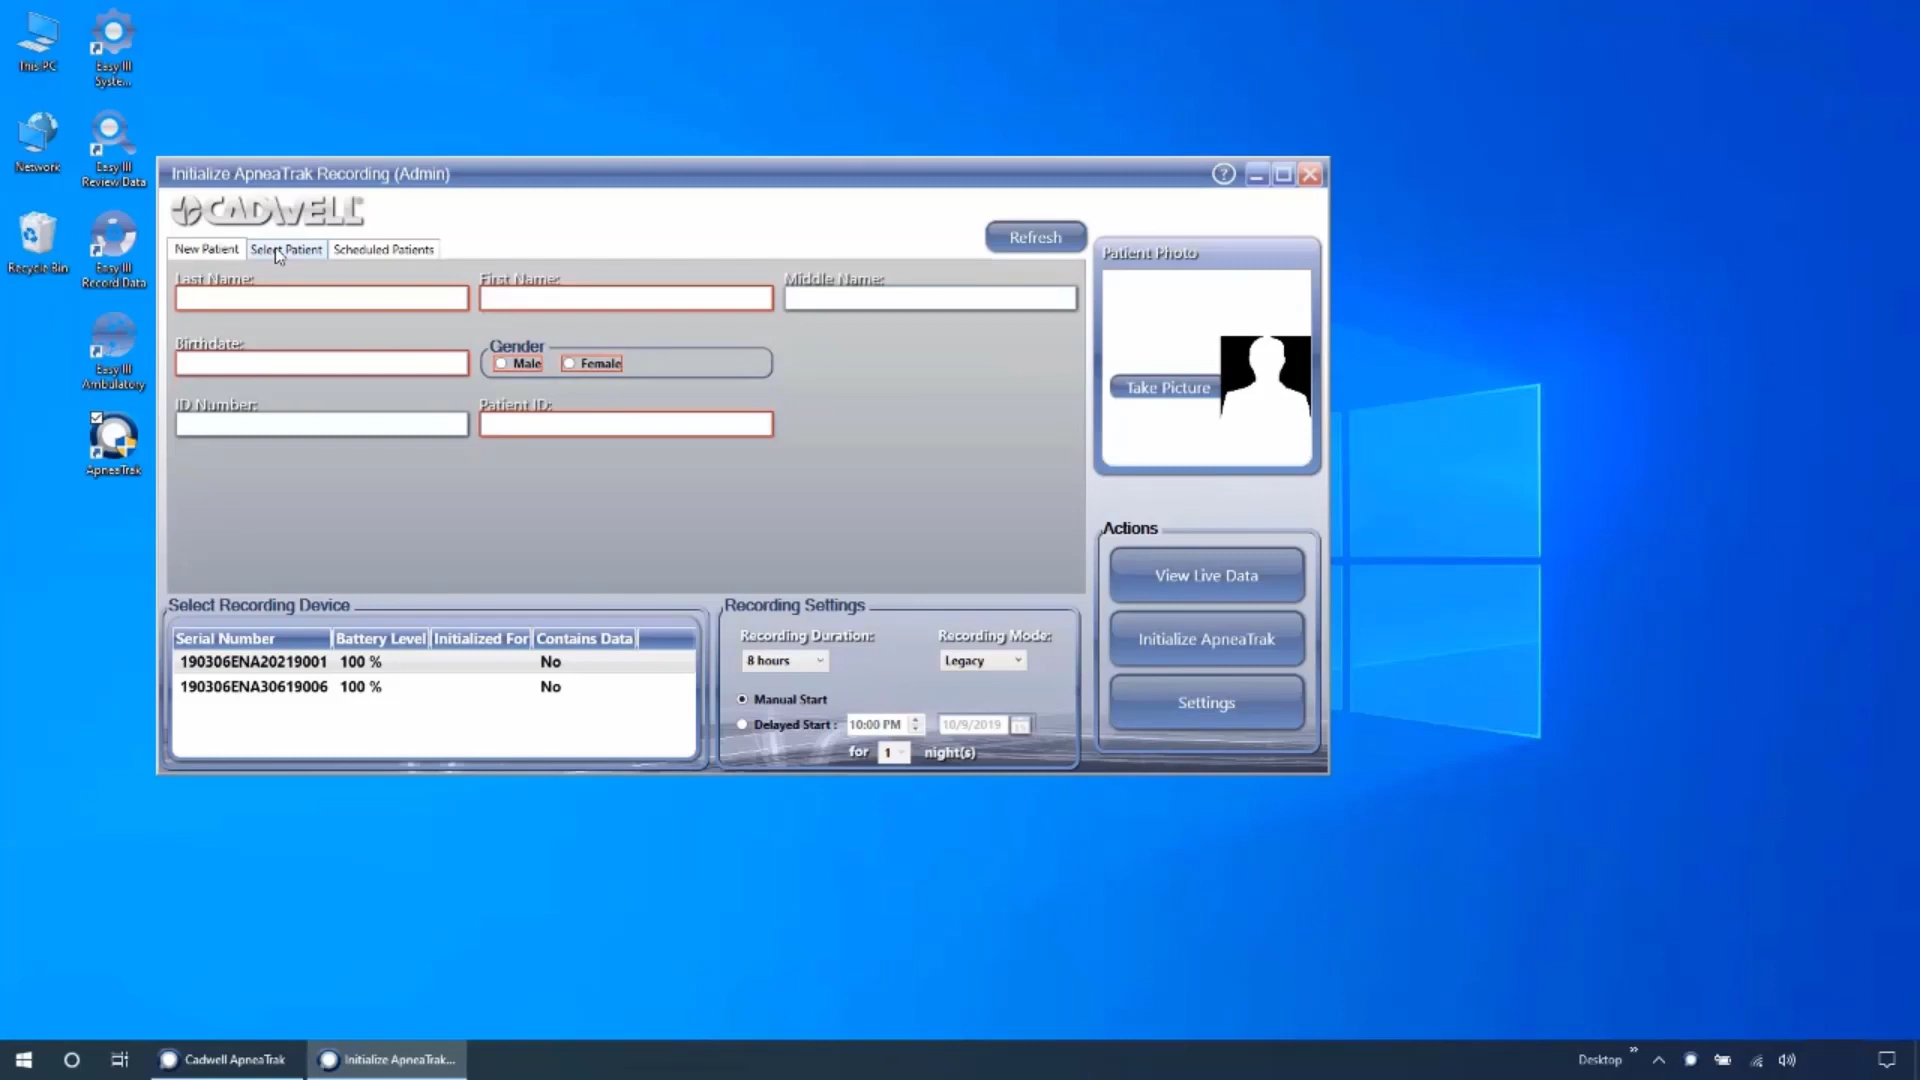 This PC
Easy III
Syste...
Network
Easy III
Review Data
Recycle Bin
Easy III
Record Data
Easy III
Ambulatory
ApneaTrak
Initialize ApneaTrak Recording (Admin)
?
CADWELL
Refresh
New Patient
Select Patient
Scheduled Patients
Last Name:
First Name:
Middle Name:
Birthdate:
Gender
Male
Female
ID Number:
Patient ID:
Patient Photo
Take Picture
Actions
View Live Data
Initialize ApneaTrak
Settings
Select Recording Device
Serial Number Battery Level Initialized For Contains Data
190306ENA20219001 100 % No
190306ENA30619006 100 % No
Recording Settings
Recording Duration:
Recording Mode:
8 hours
Legacy
Manual Start
Delayed Start: 10:00 PM 10/9/2019
for 1 night(s)
Cadwell ApneaTrak
Initialize ApneaTrak...
Desktop